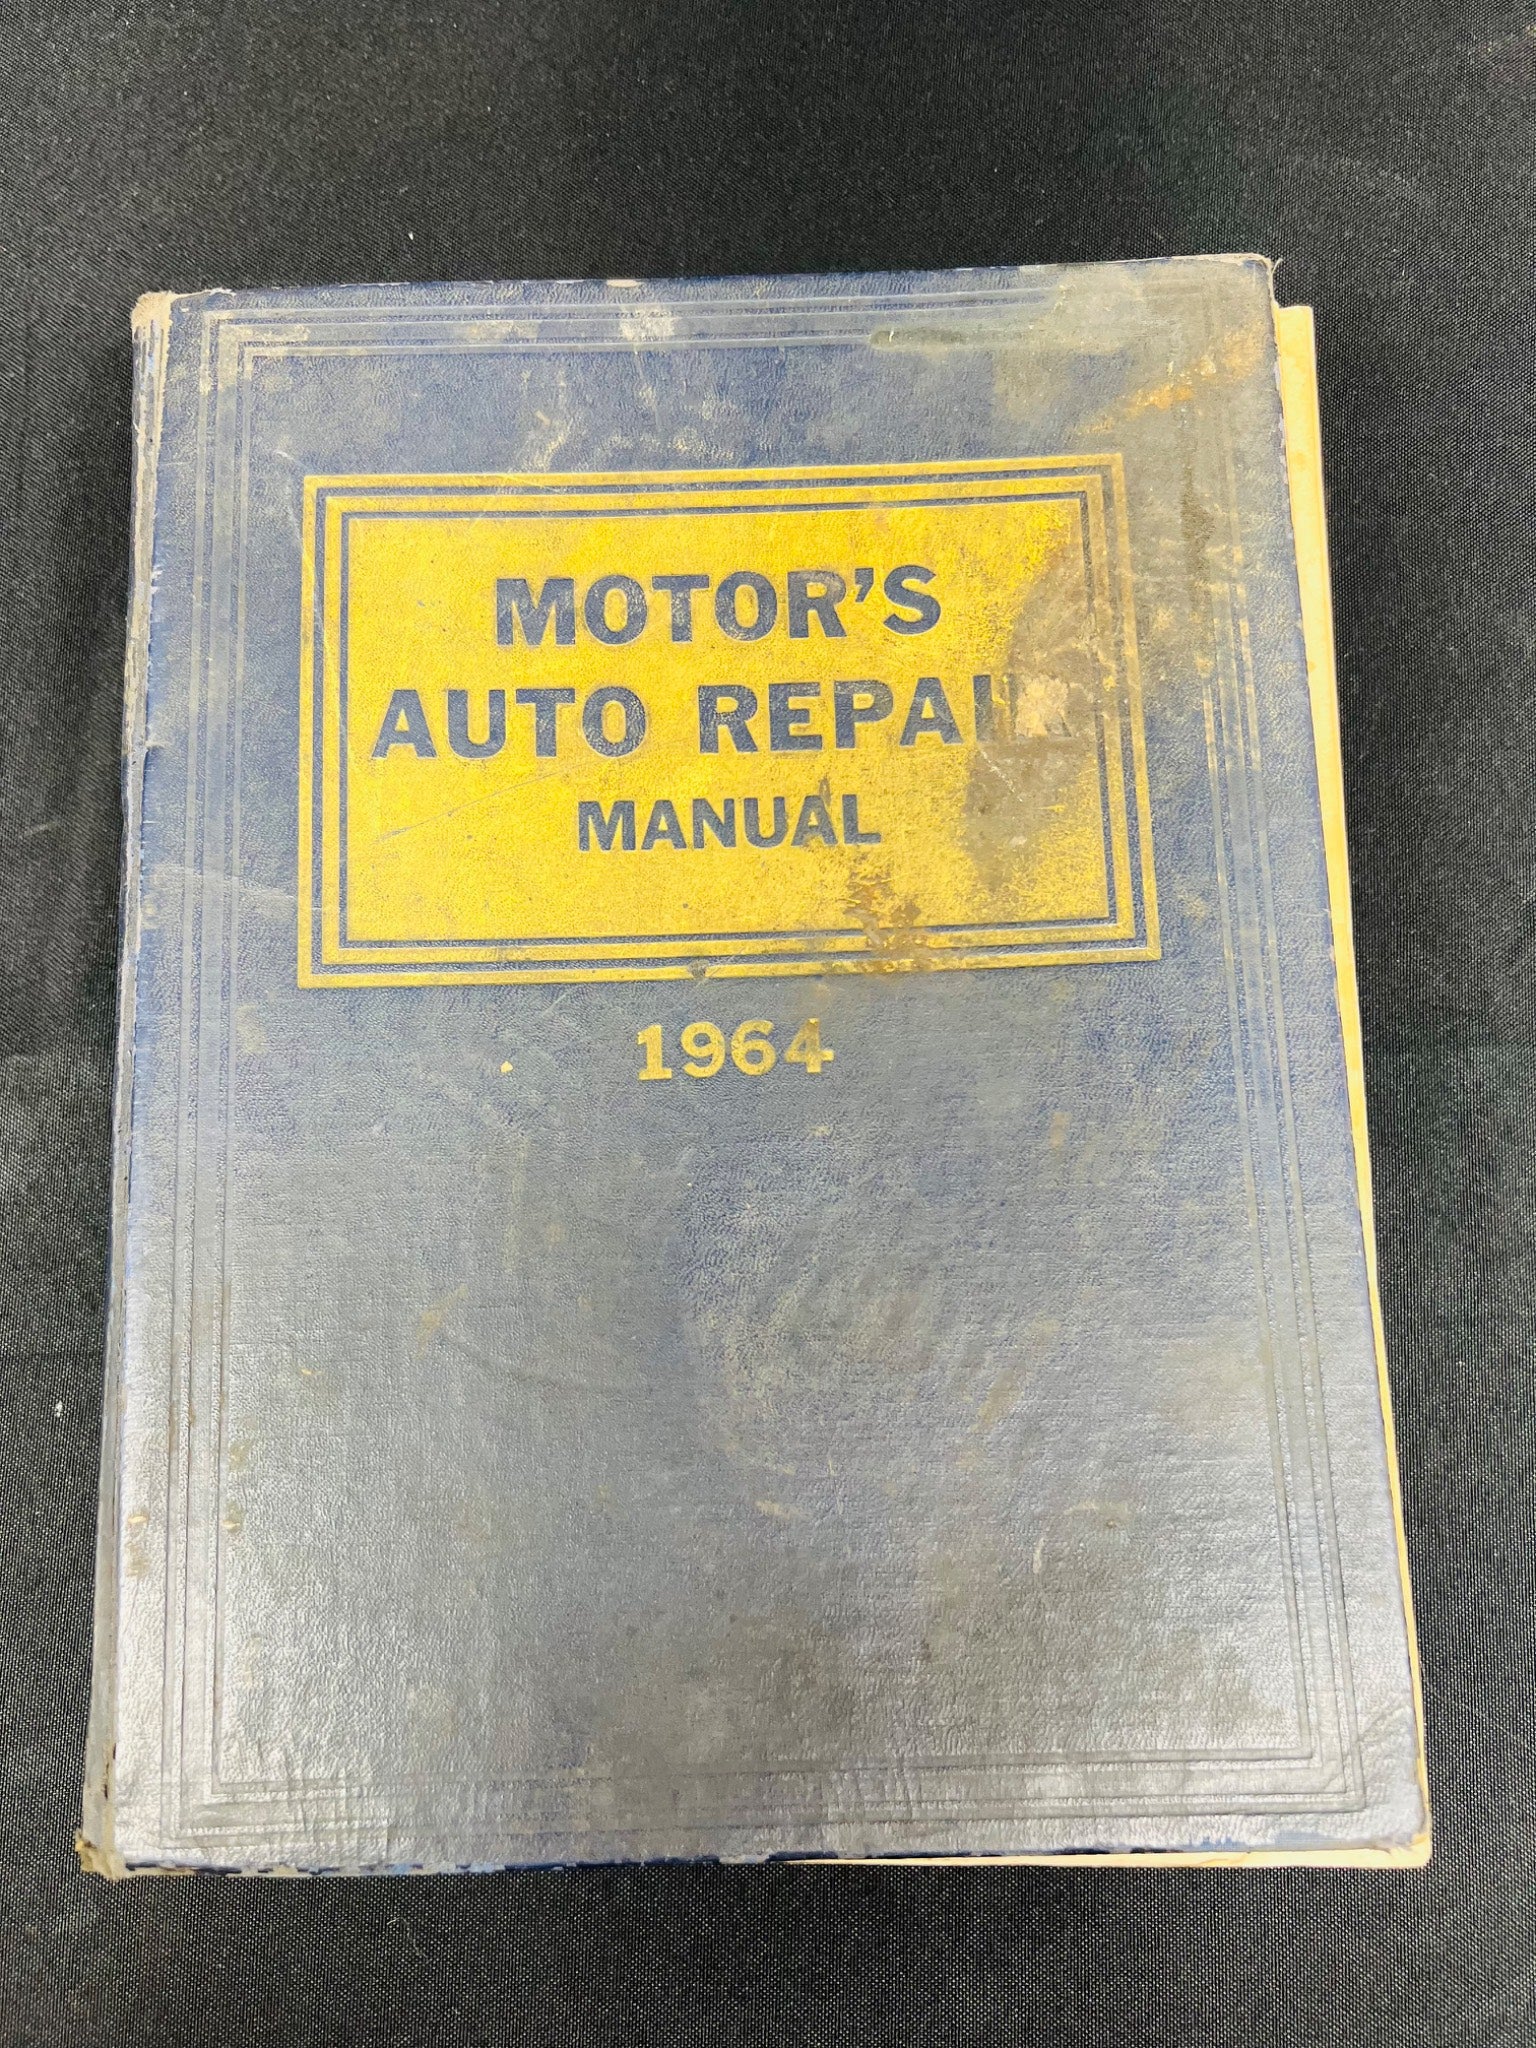 MOTOR'S
AUTO REPAIR
MANUAL
1964